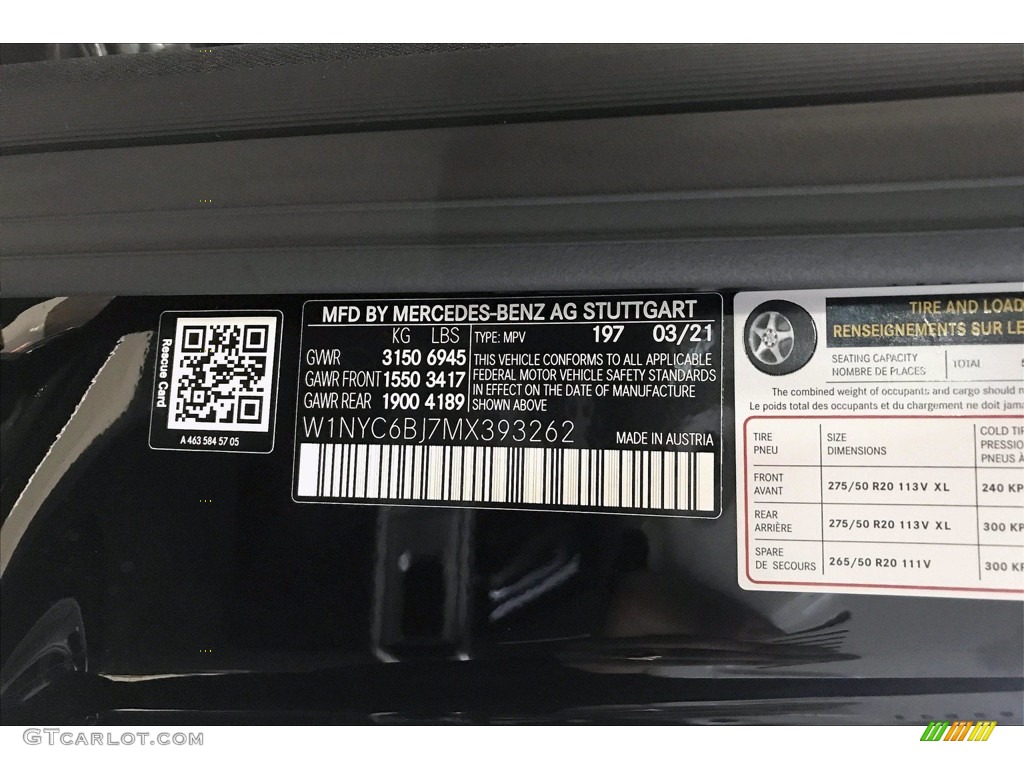 Rescue Card
A 463 584 57 05
MFD BY MERCEDES-BENZ AG STUTTGART
KG LBS TYPE: MPV 197 03/21
GVWR 3150 6945
GAWR FRONT 1550 3417
GAWR REAR 1900 4189
THIS VEHICLE CONFORMS TO ALL APPLICABLE
FEDERAL MOTOR VEHICLE SAFETY STANDARDS
IN EFFECT ON THE DATE OF MANUFACTURE
SHOWN ABOVE
W1NYC6BJ7MX393262 MADE IN AUSTRIA
TIRE AND LOAD
RENSEIGNEMENTS SUR LE
SEATING CAPACITY
NOMBRE DE PLACES
TOTAL
The combined weight of occupants and cargo should n
Le poids total des occupants et du chargement ne doit jama
TIRE
PNEU
SIZE
DIMENSIONS
COLD TIR
PRESSIO
PNEUS À
FRONT
AVANT
275/50 R20 113V XL
240 KP
REAR
ARRIÈRE
275/50 R20 113V XL
300 KP
SPARE
DE SECOURS
265/50 R20 111V
300 KP
GTcarlot.com